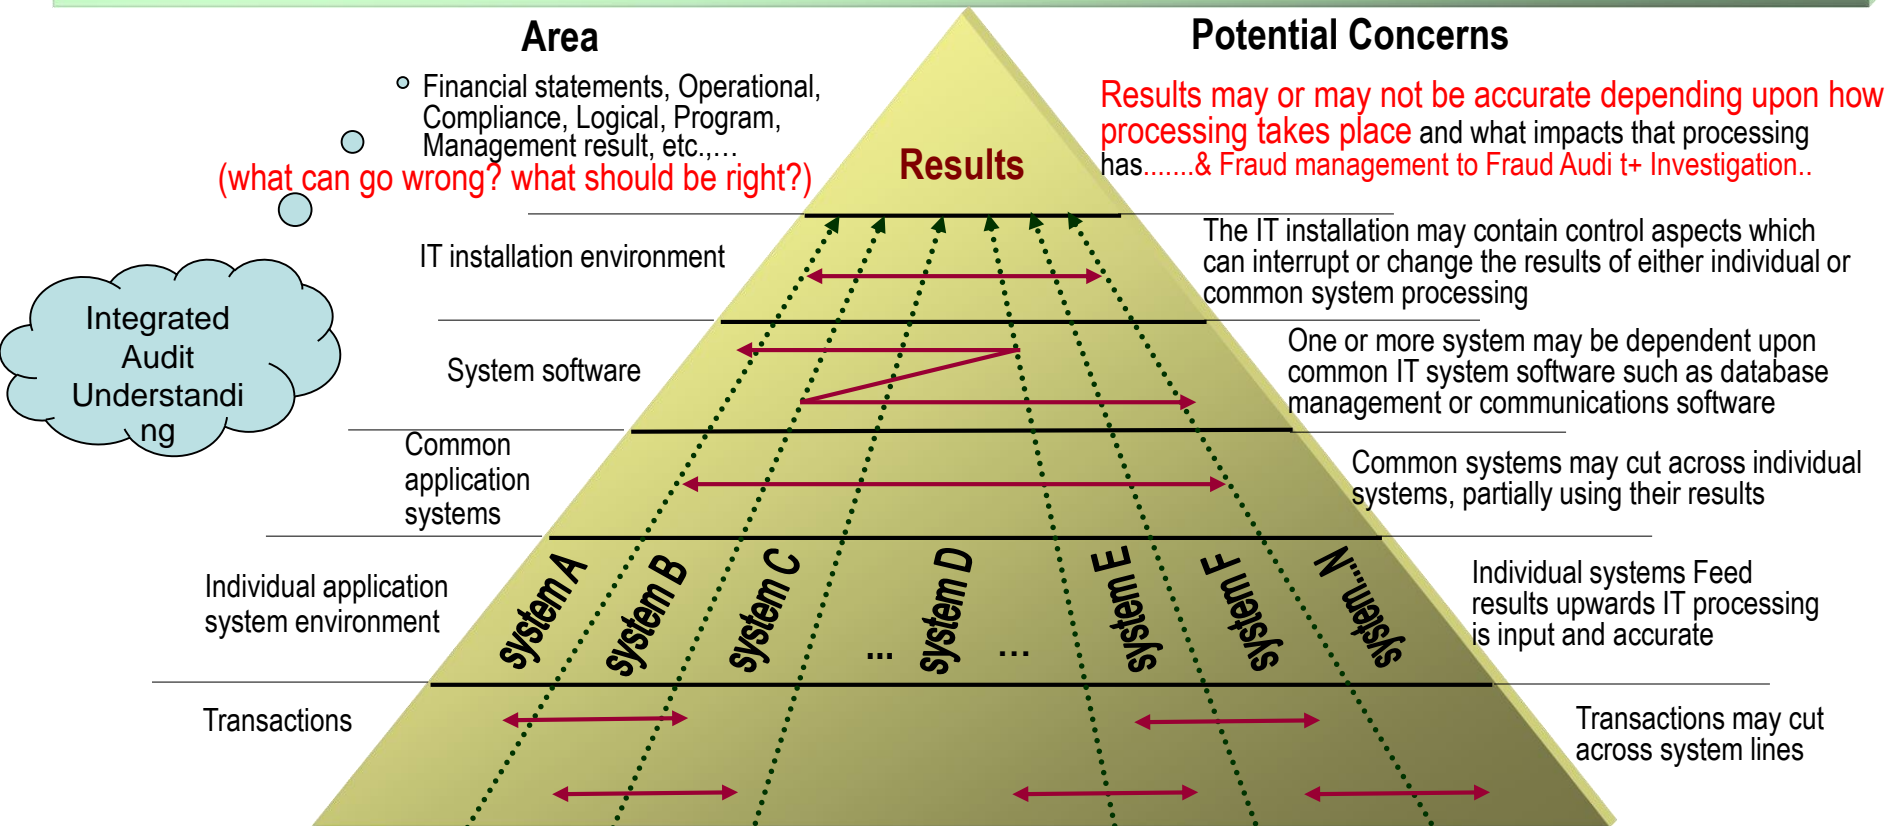 Area
Potential Concerns
Financial statements, Operational,
Compliance, Logical, Program,
Management result, etc.,...
(what can go wrong? what should be right?)
Results may or may not be accurate depending upon how
processing takes place and what impacts that processing
has.......& Fraud management to Fraud Audi t+ Investigation..
Results
IT installation environment
The IT installation may contain control aspects which
can interrupt or change the results of either individual or
common system processing
Integrated
Audit
Understandi
ng
System software
One or more system may be dependent upon
common IT system software such as database
management or communications software
Common
application
systems
Common systems may cut across individual
systems, partially using their results
Individual application
system environment
system A
system B
system C
...
system D
...
system E
system F
system...N
Individual systems Feed
results upwards IT processing
is input and accurate
Transactions
Transactions may cut
across system lines